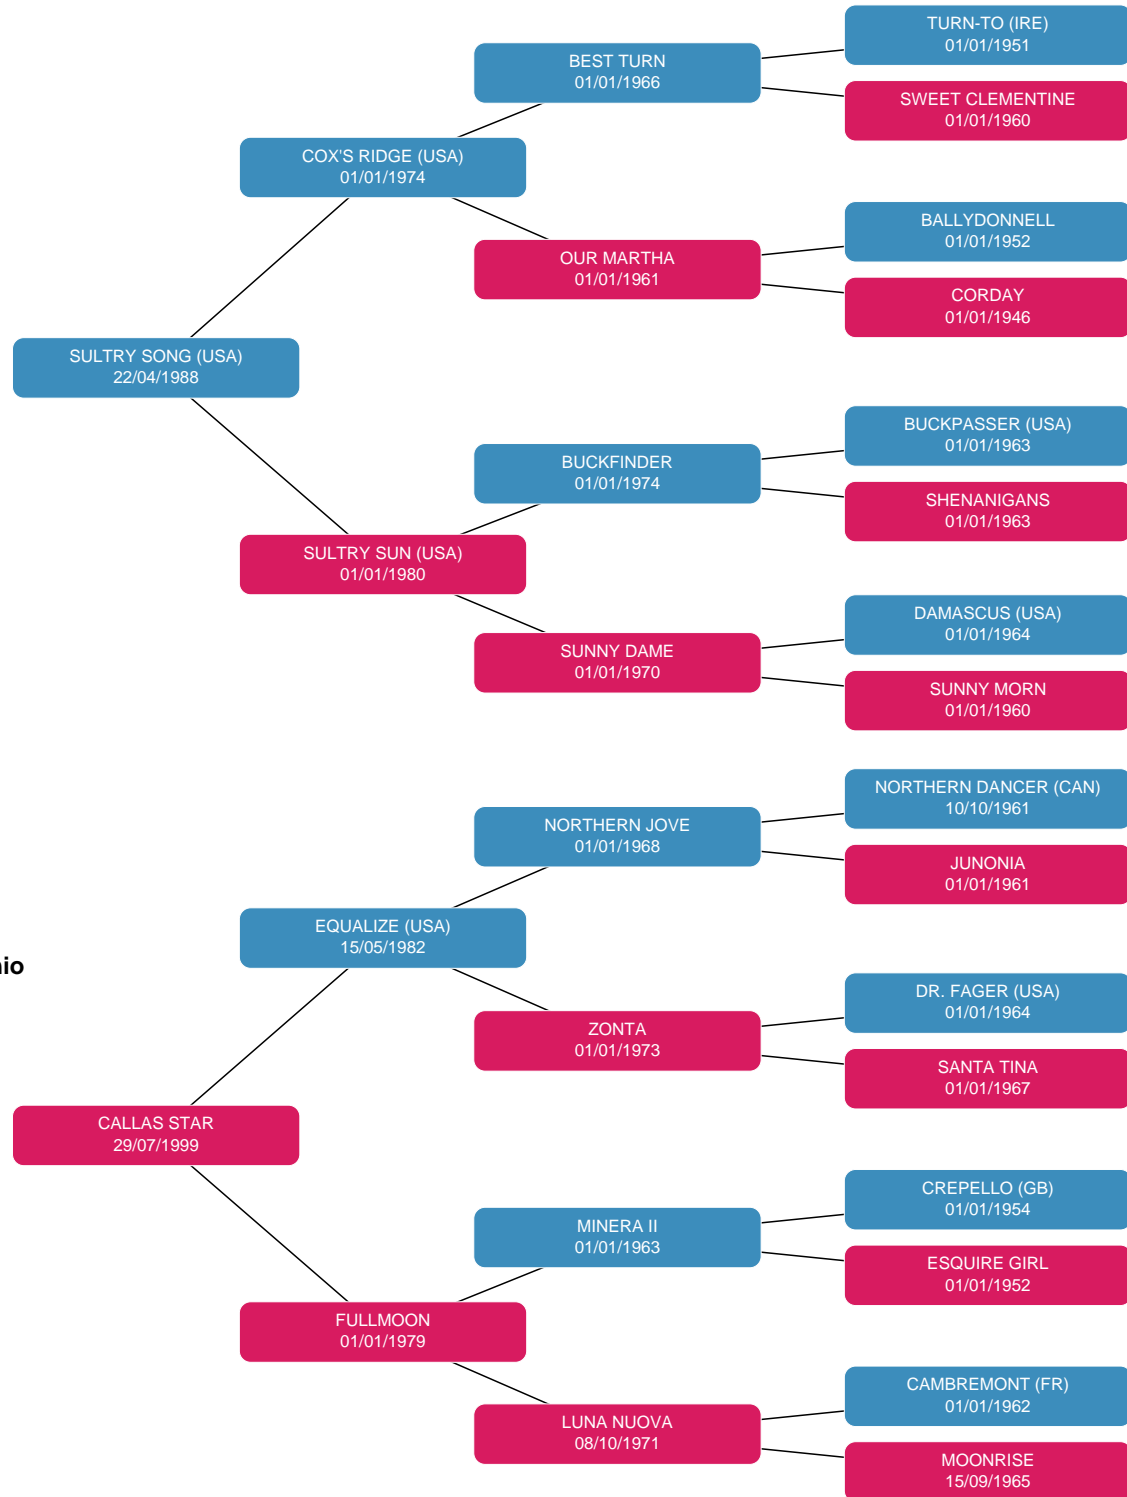 TURN-TO (IRE)
01/01/1951
BEST TURN
01/01/1966
SWEET CLEMENTINE
01/01/1960
COX'S RIDGE (USA)
01/01/1974
BALLYDONNELL
01/01/1952
OUR MARTHA
01/01/1961
CORDAY
01/01/1946
SULTRY SONG (USA)
22/04/1988
BUCKPASSER (USA)
01/01/1963
BUCKFINDER
01/01/1974
SHENANIGANS
01/01/1963
SULTRY SUN (USA)
01/01/1980
DAMASCUS (USA)
01/01/1964
SUNNY DAME
01/01/1970
SUNNY MORN
01/01/1960
NORTHERN DANCER (CAN)
10/10/1961
NORTHERN JOVE
01/01/1968
JUNONIA
01/01/1961
EQUALIZE (USA)
15/05/1982
nio
DR. FAGER (USA)
01/01/1964
ZONTA
01/01/1973
SANTA TINA
01/01/1967
CALLAS STAR
29/07/1999
CREPELLO (GB)
01/01/1954
MINERA II
01/01/1963
ESQUIRE GIRL
01/01/1952
FULLMOON
01/01/1979
CAMBREMONT (FR)
01/01/1962
LUNA NUOVA
08/10/1971
MOONRISE
15/09/1965